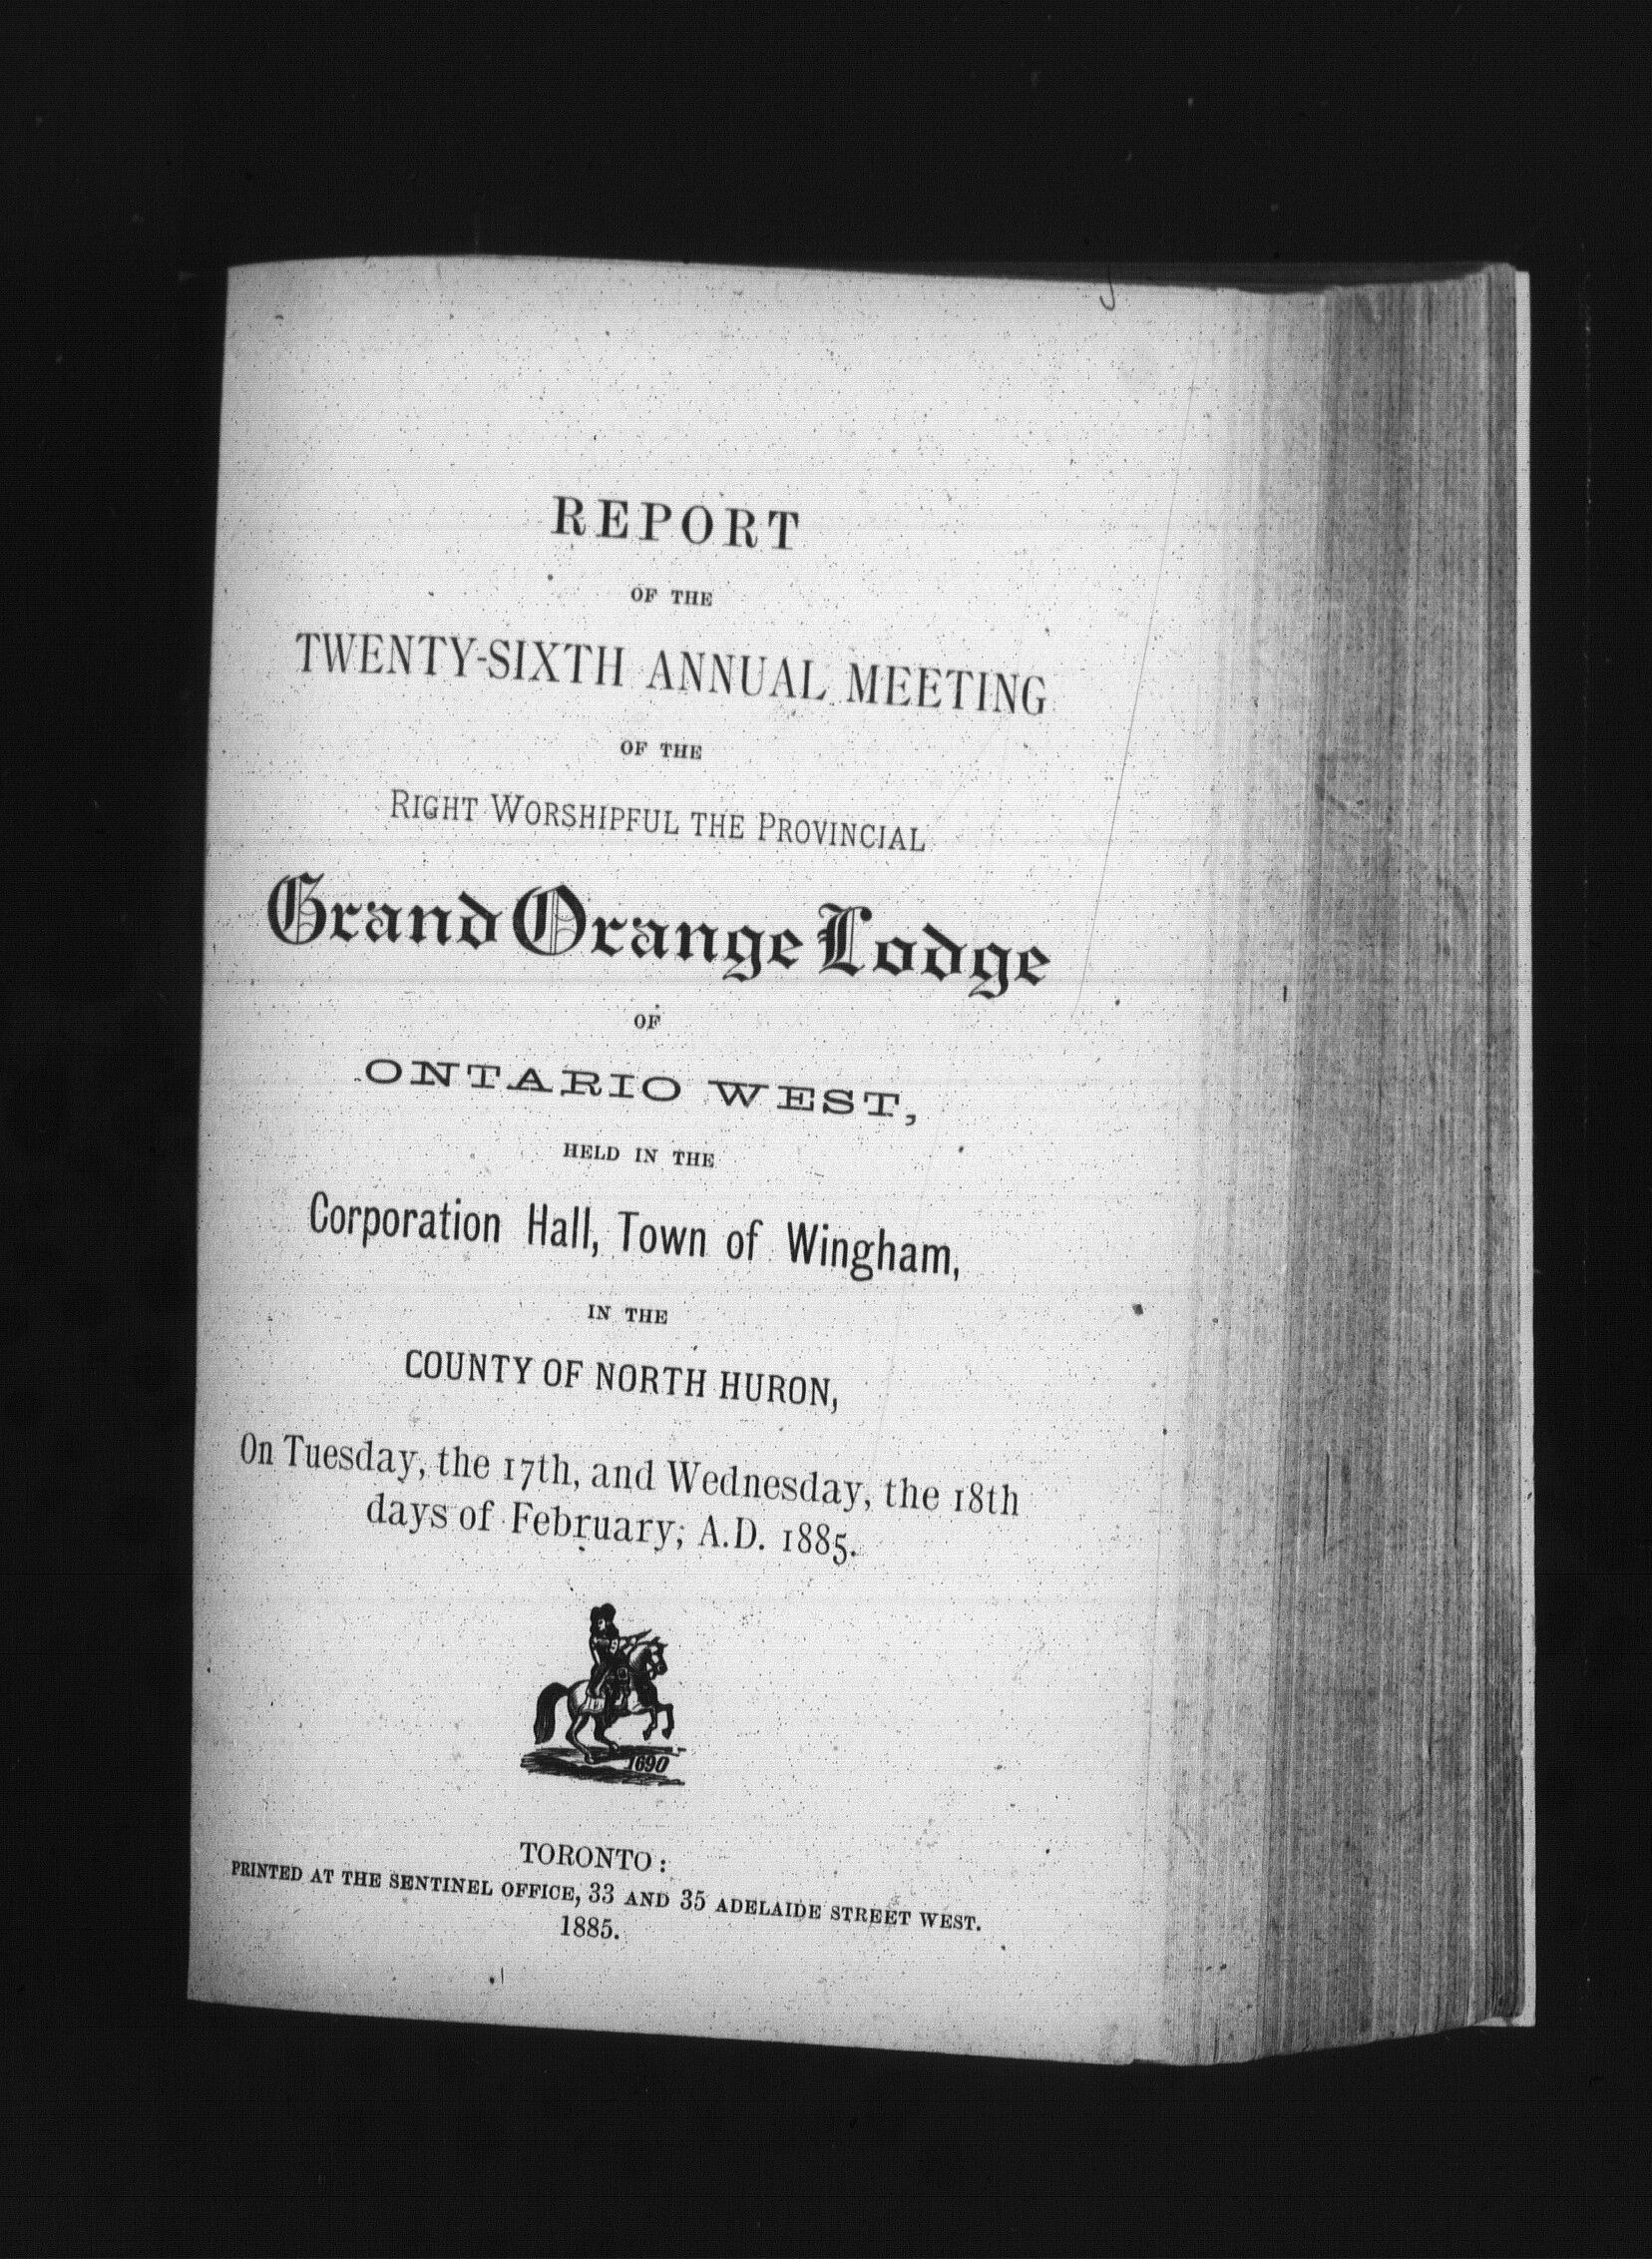 REPORT
OF THE
TWENTY-SIXTH ANNUAL MEETING
OF THE
RIGHT WORSHIPFUL THE PROVINCIAL
Grand Orange Lodge
OF
ONTARIO WEST,
HELD IN THE
Corporation Hall, Town of Wingham,
IN THE
COUNTY OF NORTH HURON,
On Tuesday, the 17th, and Wednesday, the 18th
days of February, A.D. 1885.
1690
TORONTO:
PRINTED AT THE SENTINEL OFFICE, 33 AND 35 ADELAIDE STREET WEST.
1885.